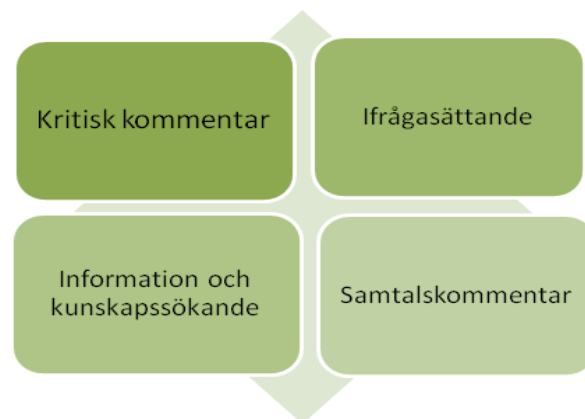 Kritisk kommentar
Ifrågasättande
Information och
kunskapssökande
Samtalskommentar